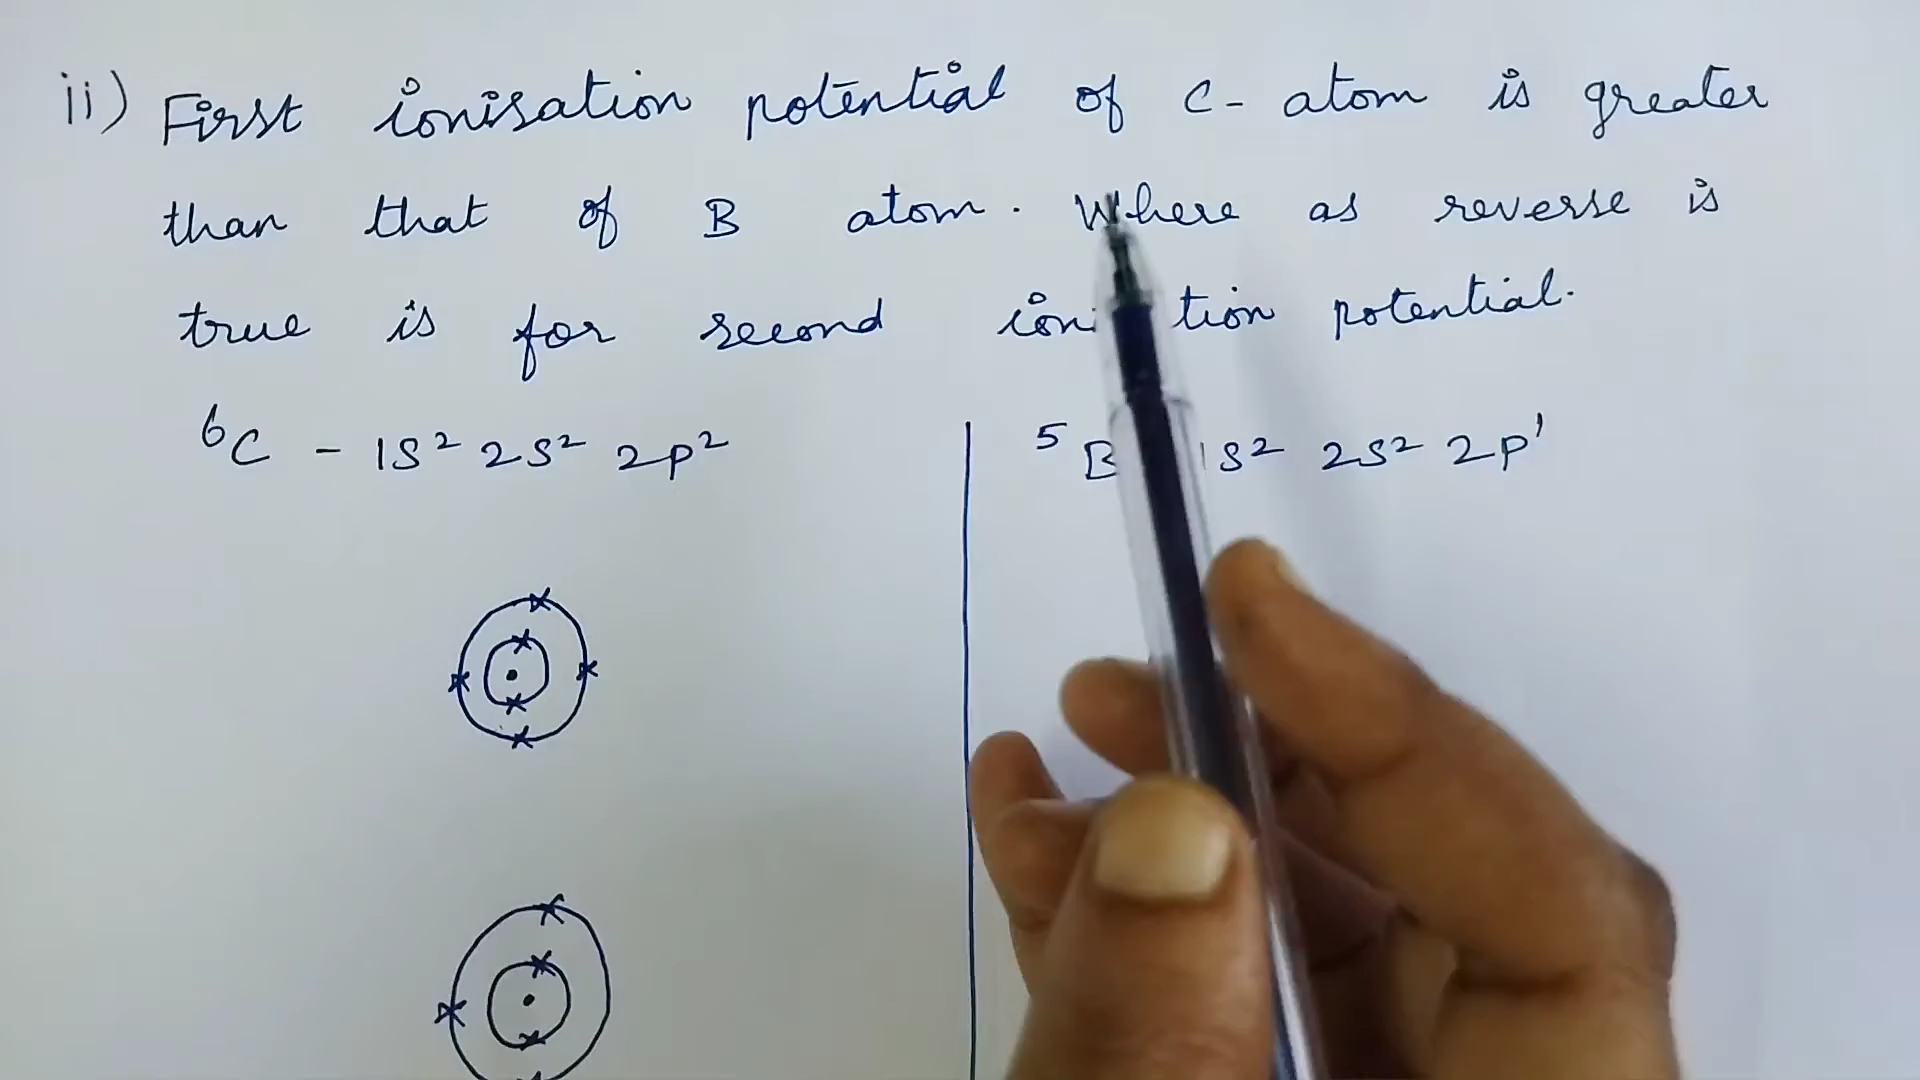 ii) First ionisation potential of C- atom is greater
than that of B atom. Where as reverse is
true is for second potential.
⁶C - 1S² 2S² 2P²
⁵B 1S² 2S² 2P¹